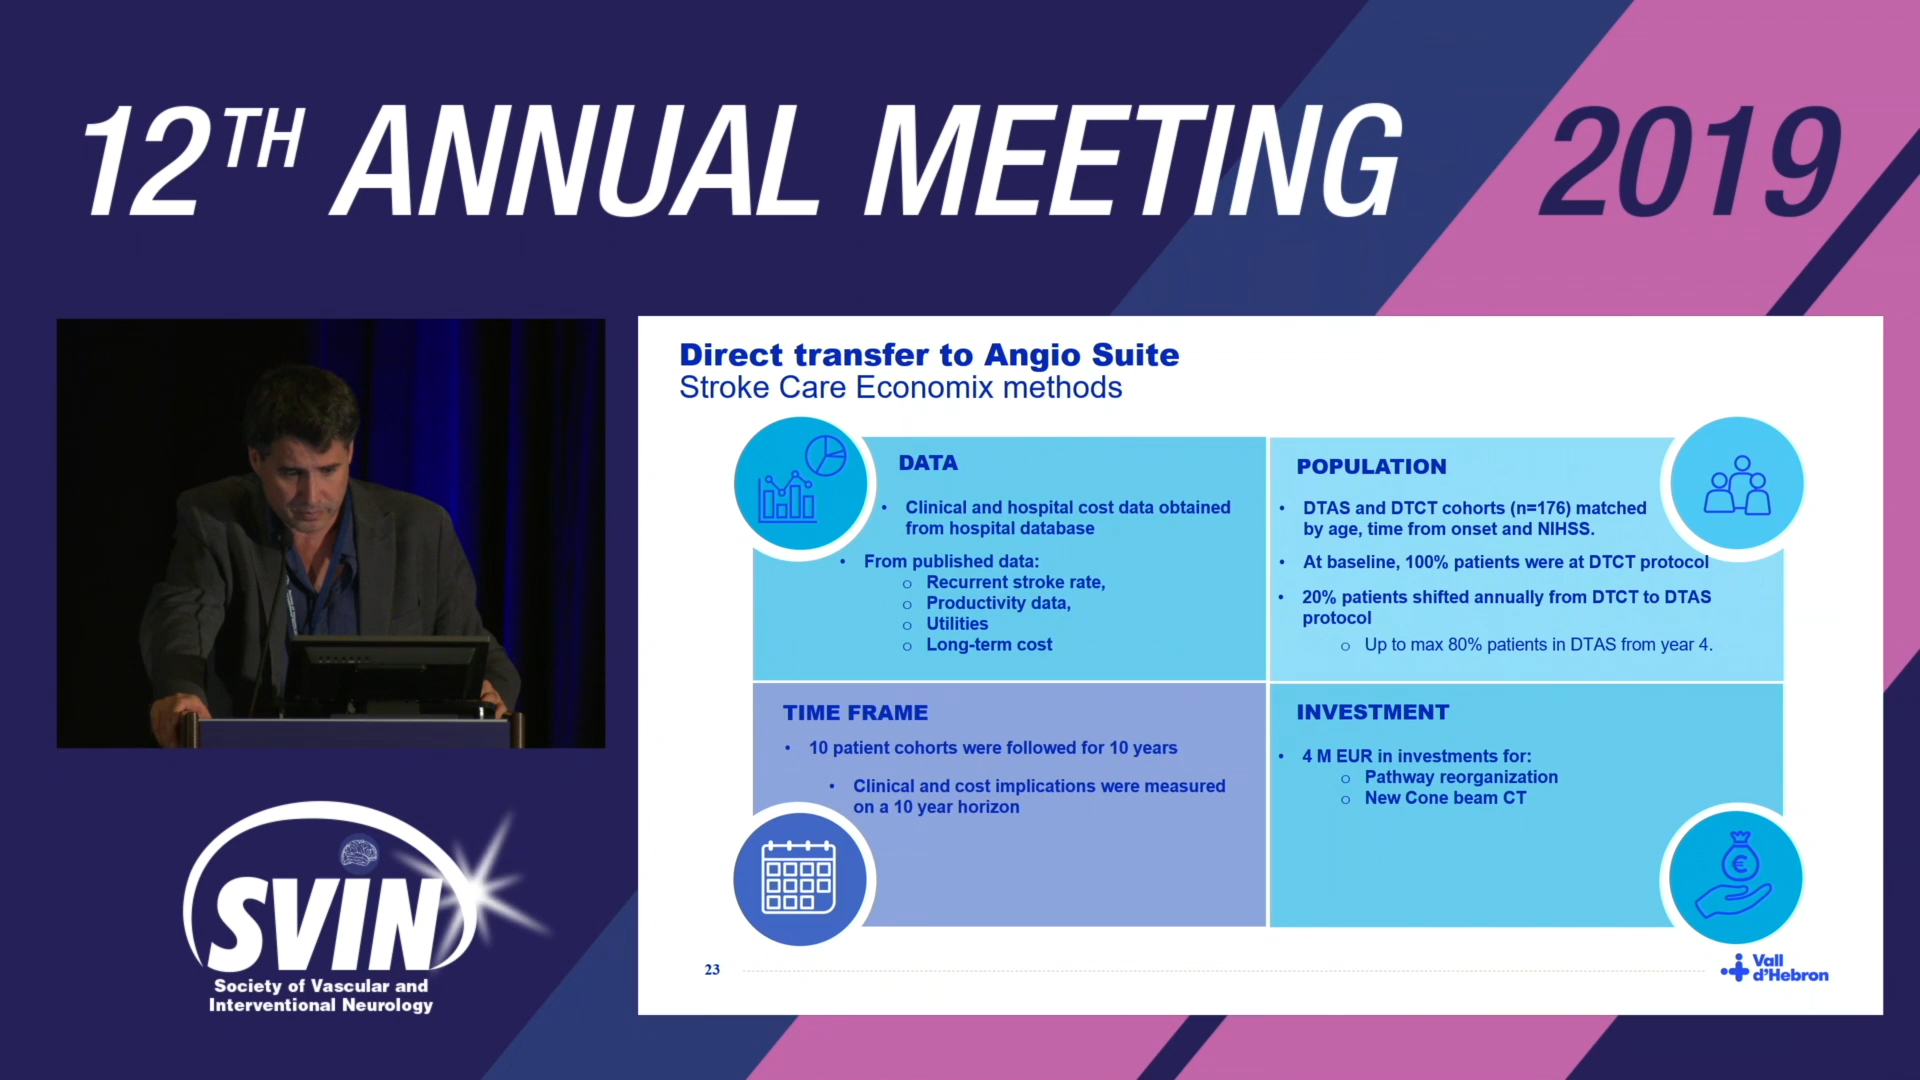 12TH ANNUAL MEETING 2019
Direct transfer to Angio Suite
Stroke Care Economix methods
DATA
• Clinical and hospital cost data obtained
from hospital database
• From published data:
o Recurrent stroke rate,
o Productivity data,
o Utilities
o Long-term cost
POPULATION
• DTAS and DTCT cohorts (n=176) matched
by age, time from onset and NIHSS.
• At baseline, 100% patients were at DTCT protocol
• 20% patients shifted annually from DTCT to DTAS
protocol
o Up to max 80% patients in DTAS from year 4.
TIME FRAME
• 10 patient cohorts were followed for 10 years
• Clinical and cost implications were measured
on a 10 year horizon
INVESTMENT
• 4 M EUR in investments for:
o Pathway reorganization
o New Cone beam CT
€
23
Vall
d'Hebron
SVIN
Society of Vascular and
Interventional Neurology